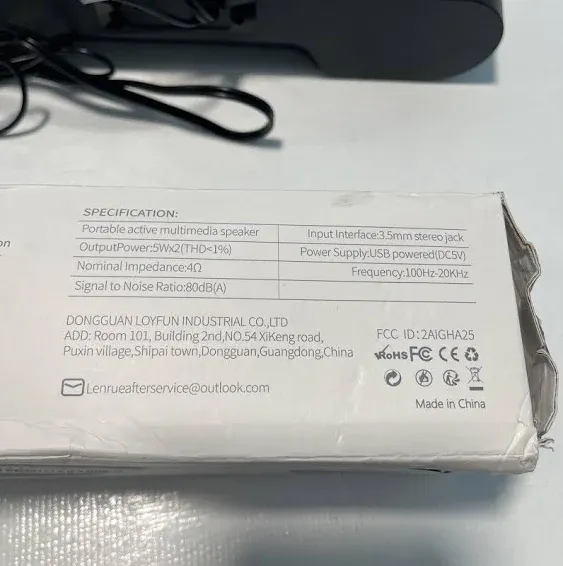 on
SPECIFICATION:
Portable active multimedia speaker
Input Interface:3.5mm stereo jack
OutputPower:5Wx2(THD<1%)
Power Supply:USB powered(DC5V)
Nominal Impedance:4Ω
Frequency:100Hz-20KHz
Signal to Noise Ratio:80dB(A)
DONGGUAN LOYFUN INDUSTRIAL CO.,LTD
ADD: Room 101, Building 2nd,NO.54 XiKeng road,
Puxin village,Shipai town,Dongguan,Guangdong,China
Lenrueafterservice@outlook.com
FCC ID:2AIGHA25
RoHS FC CE
Made in China